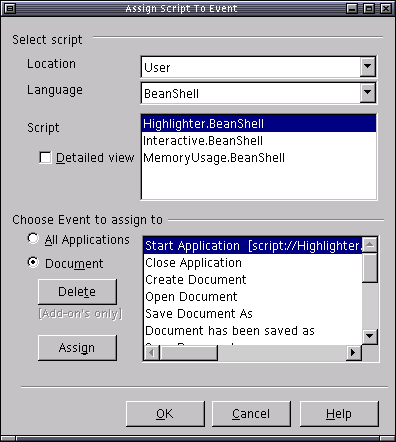 Assign Script To Event
Select script
Location
User
Language
BeanShell
Script
Highlighter.BeanShell
Interactive.BeanShell
MemoryUsage.BeanShell
Detailed view
Choose Event to assign to
All Applications
Document
Delete
[Add-on's only]
Assign
Start Application [script://Highlighter.
Close Application
Create Document
Open Document
Save Document As
Document has been saved as
OK
Cancel
Help